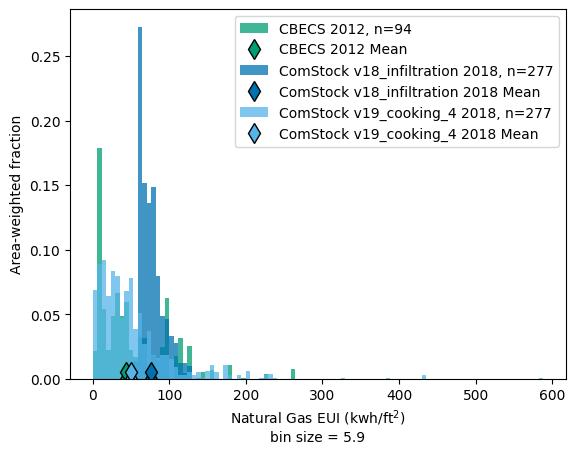 CBECS 2012, n=94
CBECS 2012 Mean
ComStock v18_infiltration 2018, n=277
ComStock v18_infiltration 2018 Mean
ComStock v19_cooking_4 2018, n=277
ComStock v19_cooking_4 2018 Mean
Area-weighted fraction
0.25
0.20
0.15
0.10
0.05
0.00
0 100 200 300 400 500 600
Natural Gas EUI (kwh/ft²)
bin size = 5.9